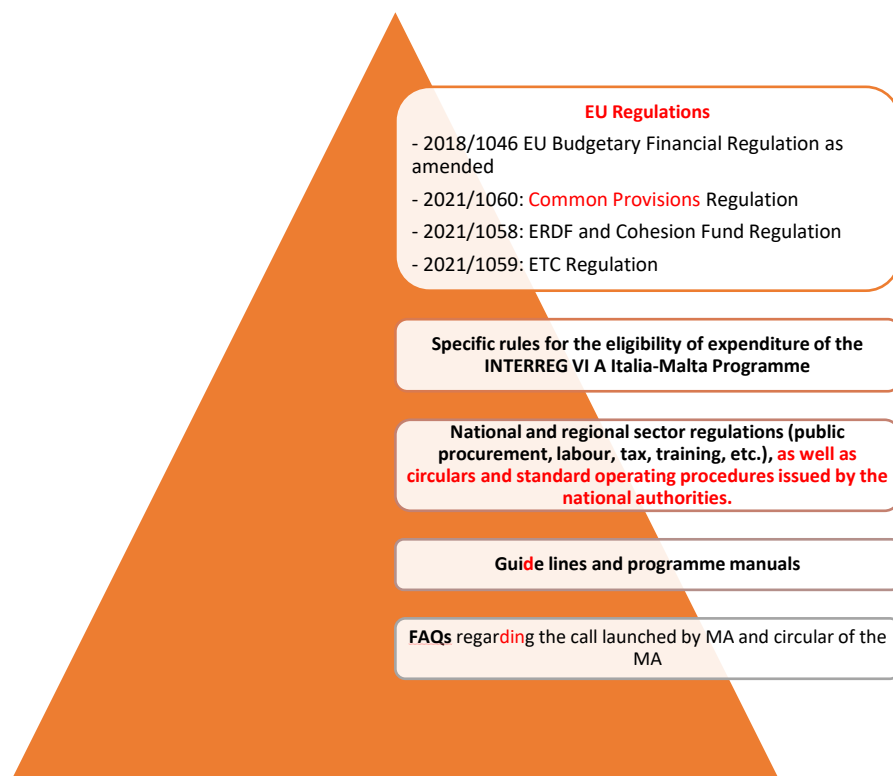 EU Regulations
- 2018/1046 EU Budgetary Financial Regulation as
amended
- 2021/1060: Common Provisions Regulation
- 2021/1058: ERDF and Cohesion Fund Regulation
- 2021/1059: ETC Regulation
Specific rules for the eligibility of expenditure of the
INTERREG VI A Italia-Malta Programme
National and regional sector regulations (public
procurement, labour, tax, training, etc.), as well as
circulars and standard operating procedures issued by the
national authorities.
Guide lines and programme manuals
FAQs regarding the call launched by MA and circular of the
MA